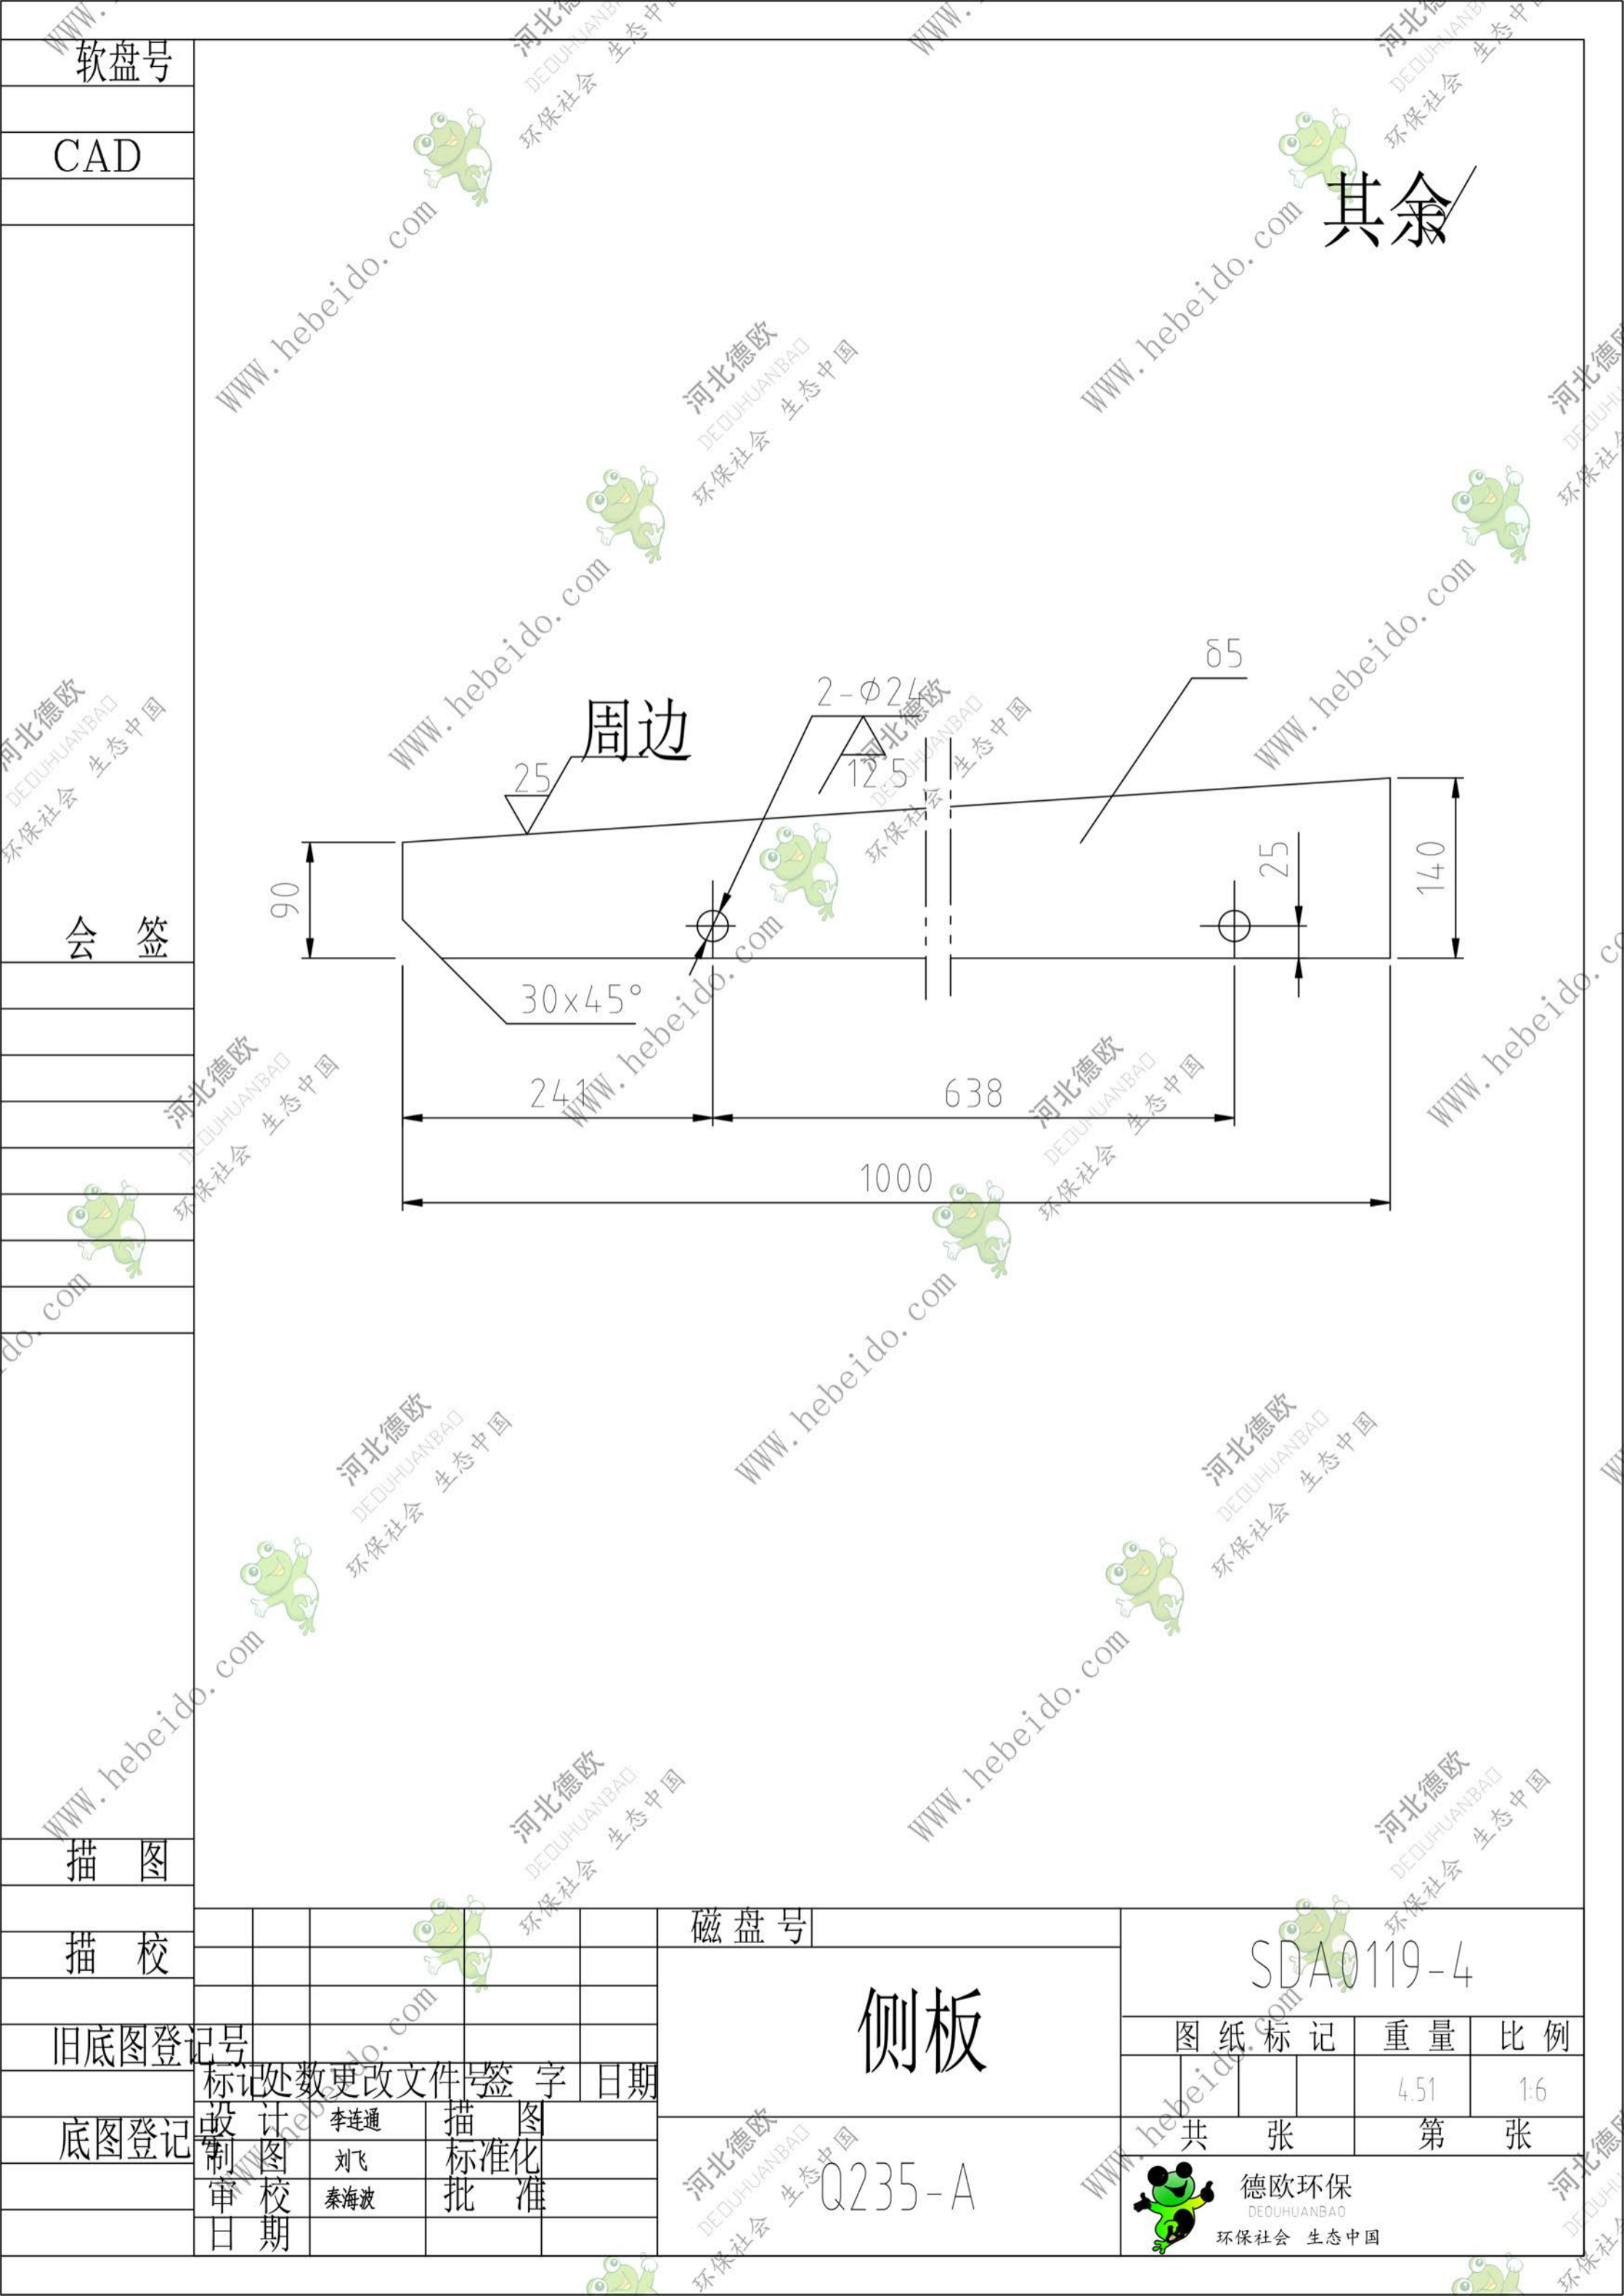 软盘号
CAD
其余
δ5
2-Φ24
周边
25
12.5
90
25
140
30x45°
241
638
1000
会 签
描 图
描 校
旧底图登记号
底图登记号
标记 处数 更改文件号 签 字 日期
设 计 李连通 描 图
制 图 刘飞 标准化
审 校 秦海波 批 准
日 期
磁盘号
侧板
Q235-A
SDA0119-4
图 纸 标 记 重 量 比 例
4.51 1:6
共 张 第 张
德欧环保
DEOUHUANBAO
环保社会 生态中国
河北德欧
DEOUHUANBAO
环保社会 生态中国
WWW.hebeido.com